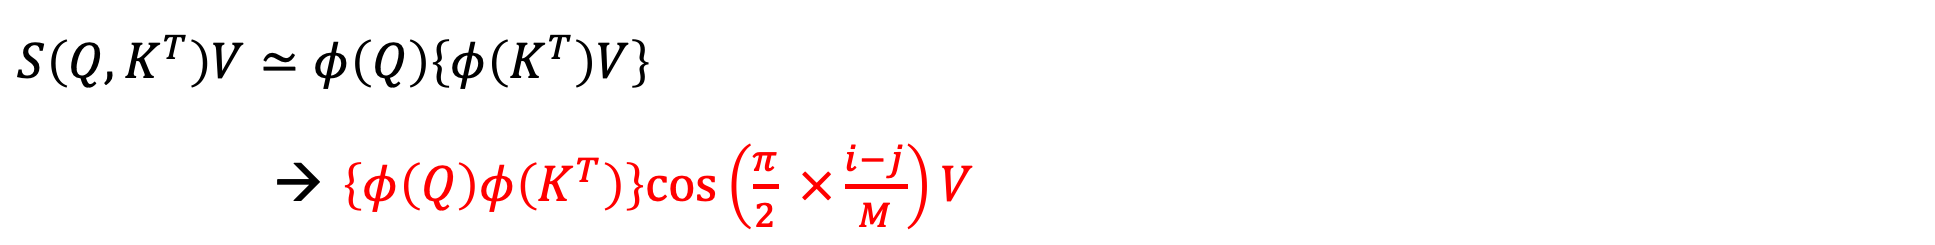 S(Q, K^T)V ≃ ϕ(Q){ϕ(K^T)V}
→ {ϕ(Q)ϕ(K^T)}cos(π/2 × i−j/M)V